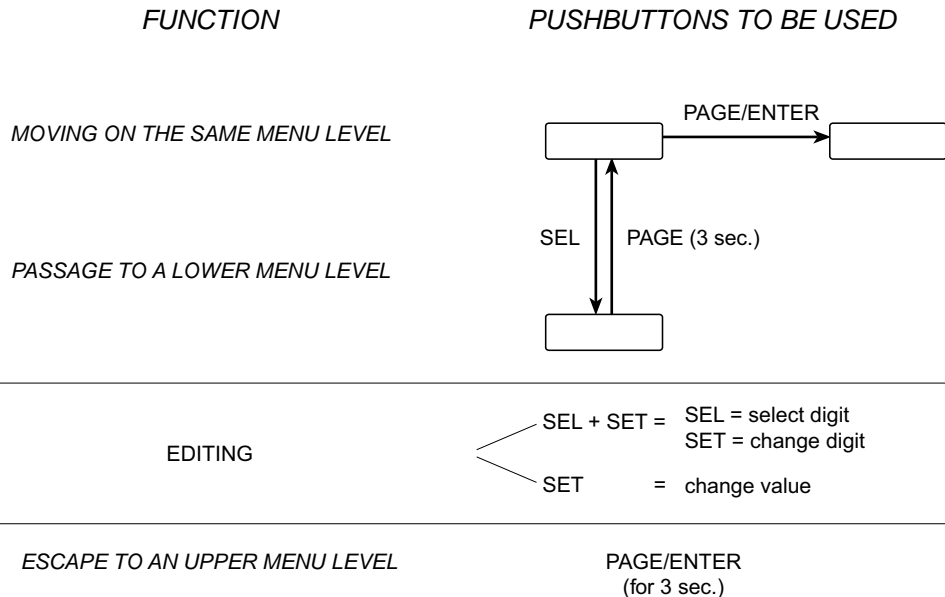 FUNCTION
PUSHBUTTONS TO BE USED
MOVING ON THE SAME MENU LEVEL
PAGE/ENTER
SEL
PAGE (3 sec.)
PASSAGE TO A LOWER MENU LEVEL
EDITING
SEL + SET = SEL = select digit
SET = change digit
SET = change value
ESCAPE TO AN UPPER MENU LEVEL
PAGE/ENTER
(for 3 sec.)